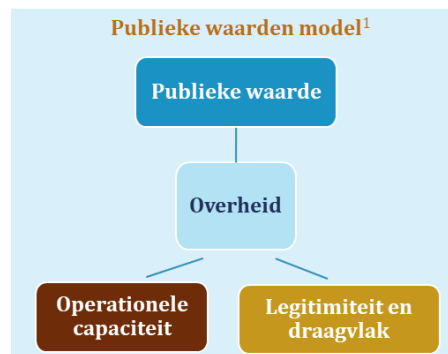 Publieke waarden model¹
Publieke waarde
Overheid
Operationele
capaciteit
Legitimiteit en
draagvlak